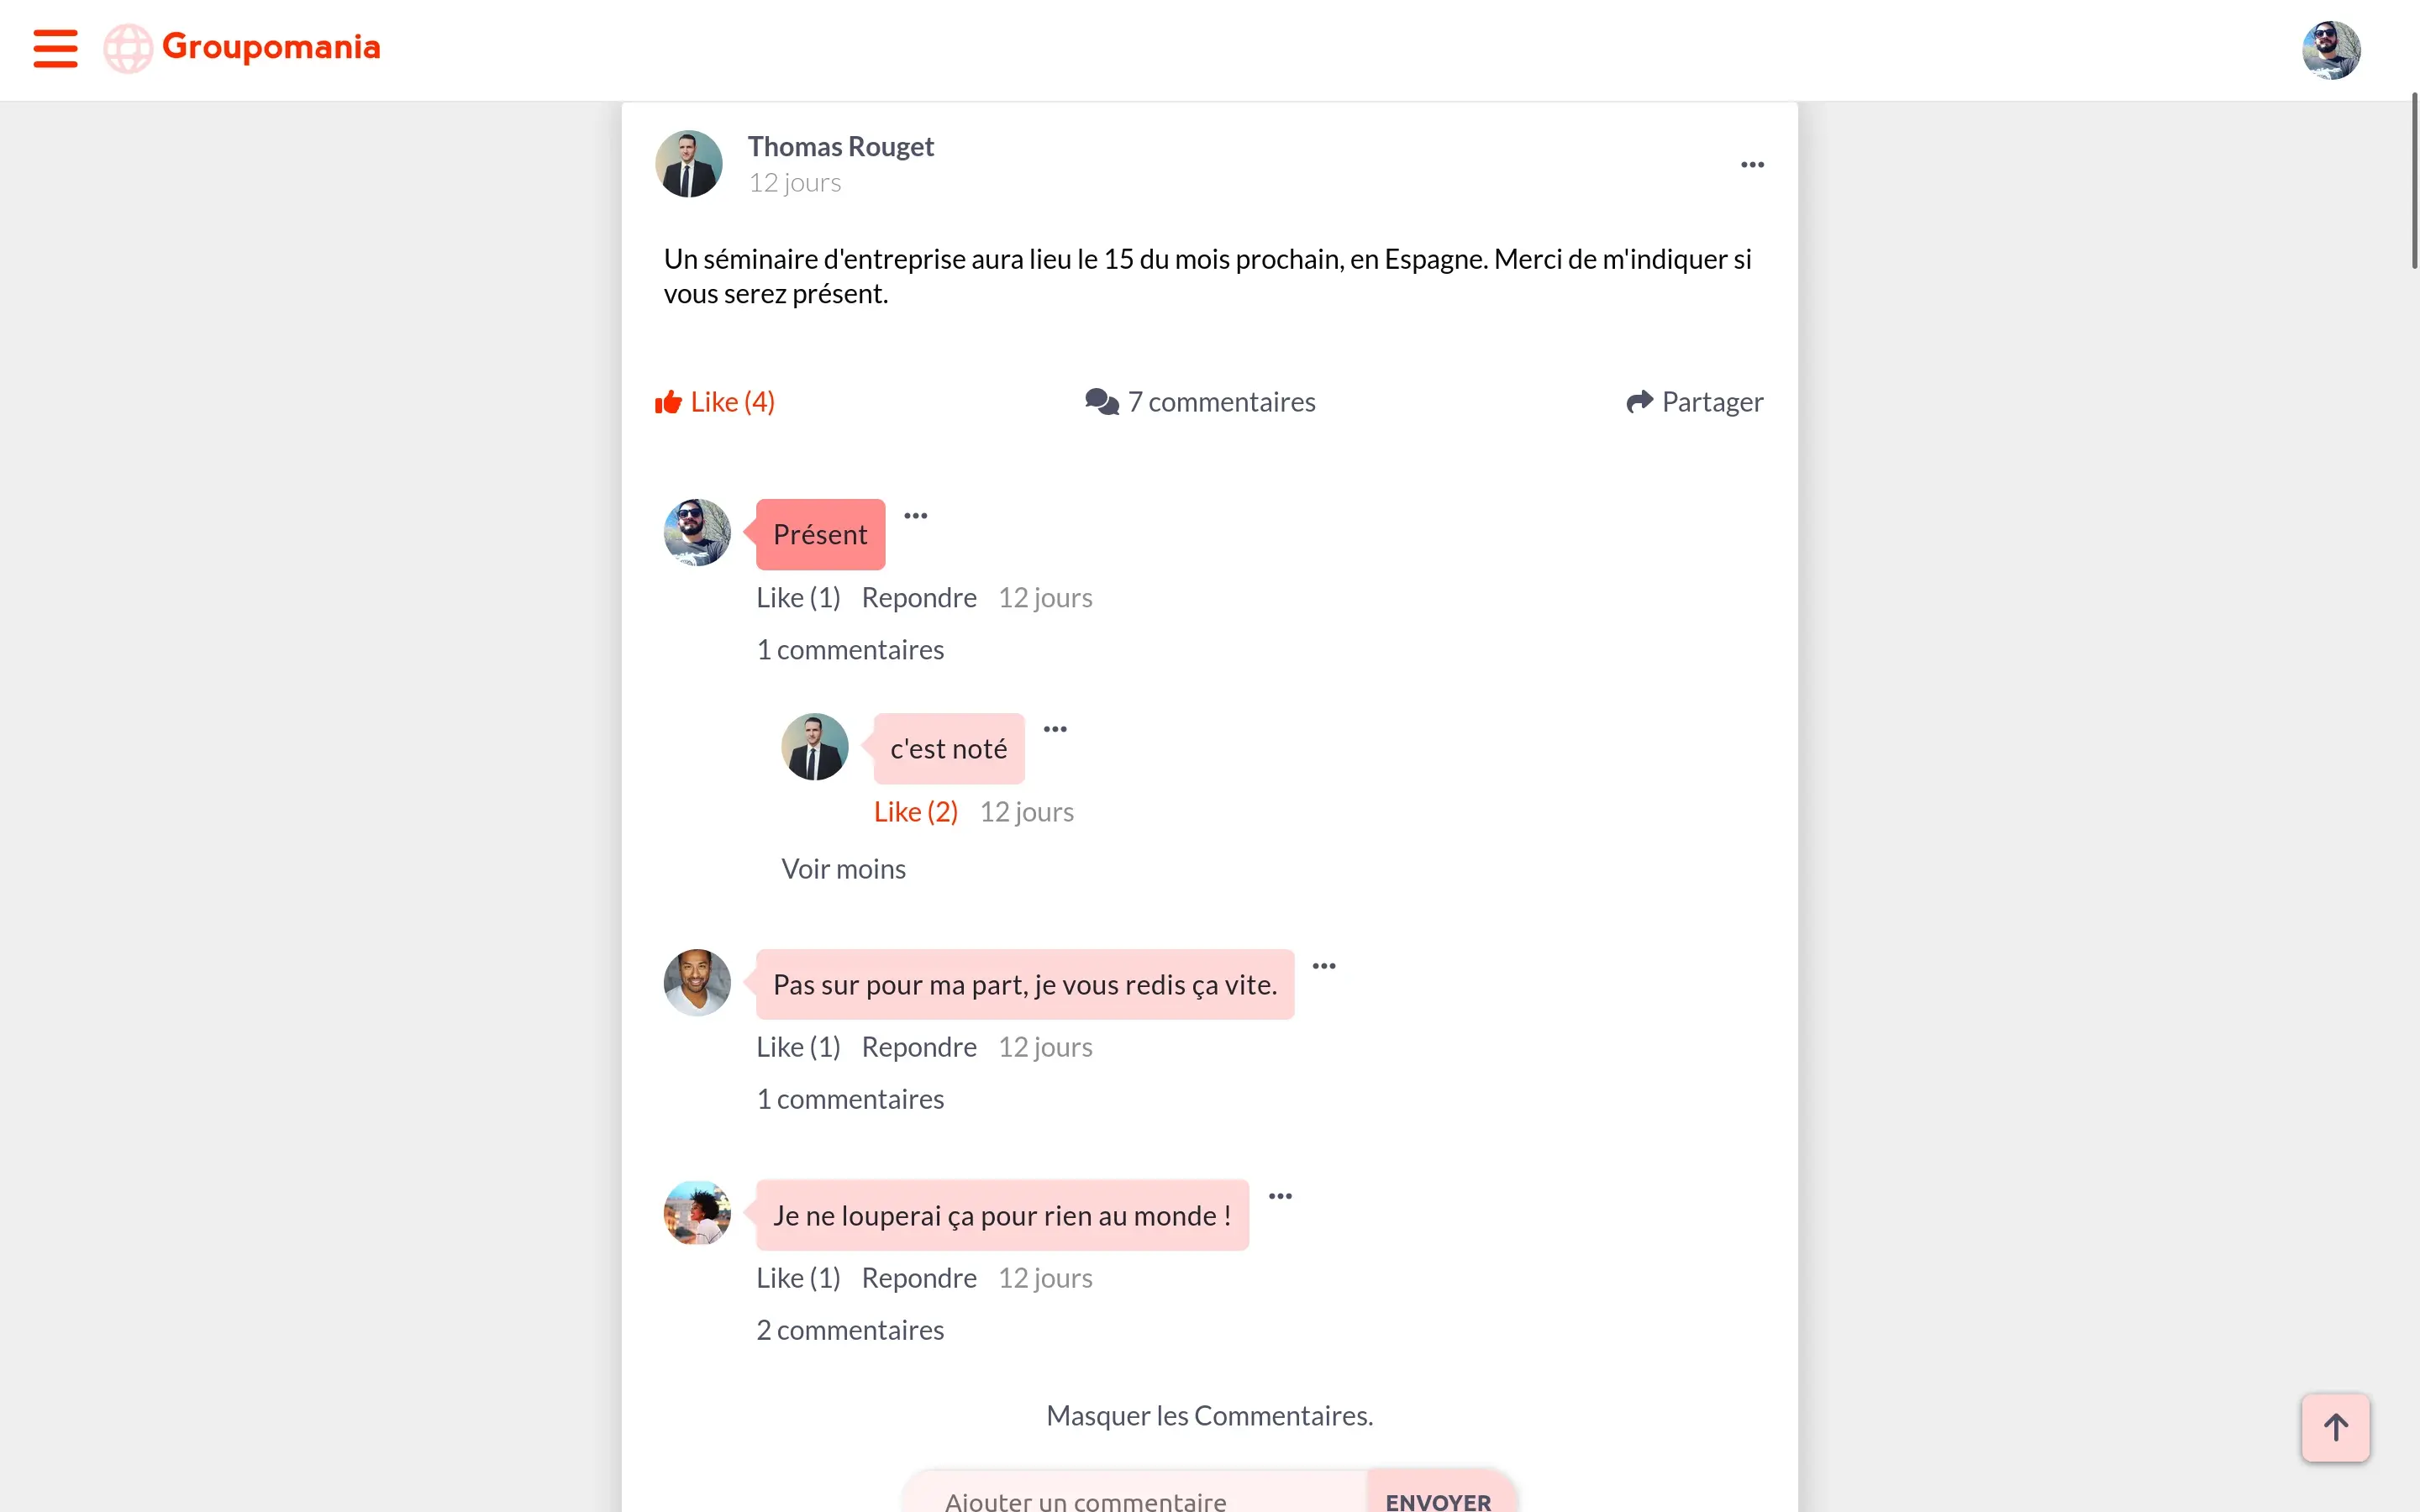 Groupomania
Thomas Rouget
12 jours
Un séminaire d'entreprise aura lieu le 15 du mois prochain, en Espagne. Merci de m'indiquer si
vous serez présent.
Like (4) 7 commentaires Partager
Présent
Like (1) Repondre 12 jours
1 commentaires
c'est noté
Like (2) 12 jours
Voir moins
Pas sur pour ma part, je vous redis ça vite.
Like (1) Repondre 12 jours
1 commentaires
Je ne louperai ça pour rien au monde !
Like (1) Repondre 12 jours
2 commentaires
Masquer les Commentaires.
Ajouter un commentaire ENVOYER